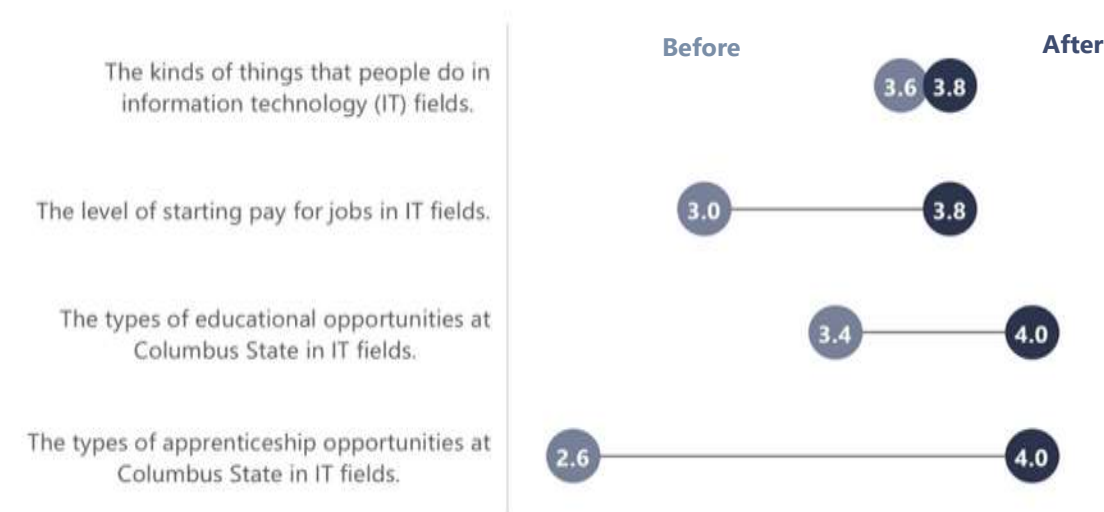 Before
After
The kinds of things that people do in
information technology (IT) fields.
3.6 3.8
The level of starting pay for jobs in IT fields.
3.0 3.8
The types of educational opportunities at
Columbus State in IT fields.
3.4 4.0
The types of apprenticeship opportunities at
Columbus State in IT fields.
2.6 4.0